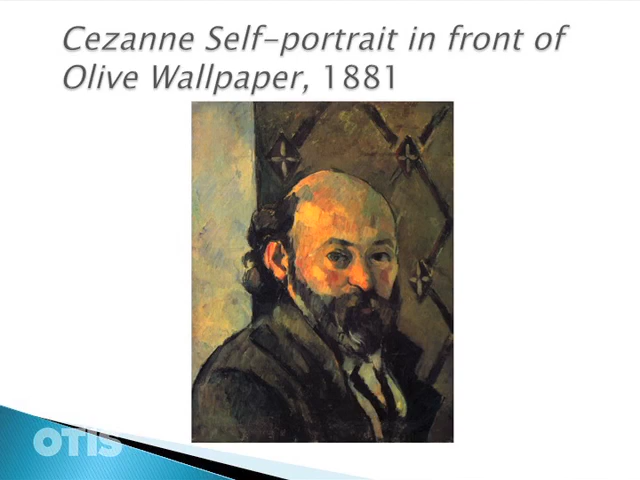 Cezanne Self-portrait in front of
Olive Wallpaper, 1881
OTIS